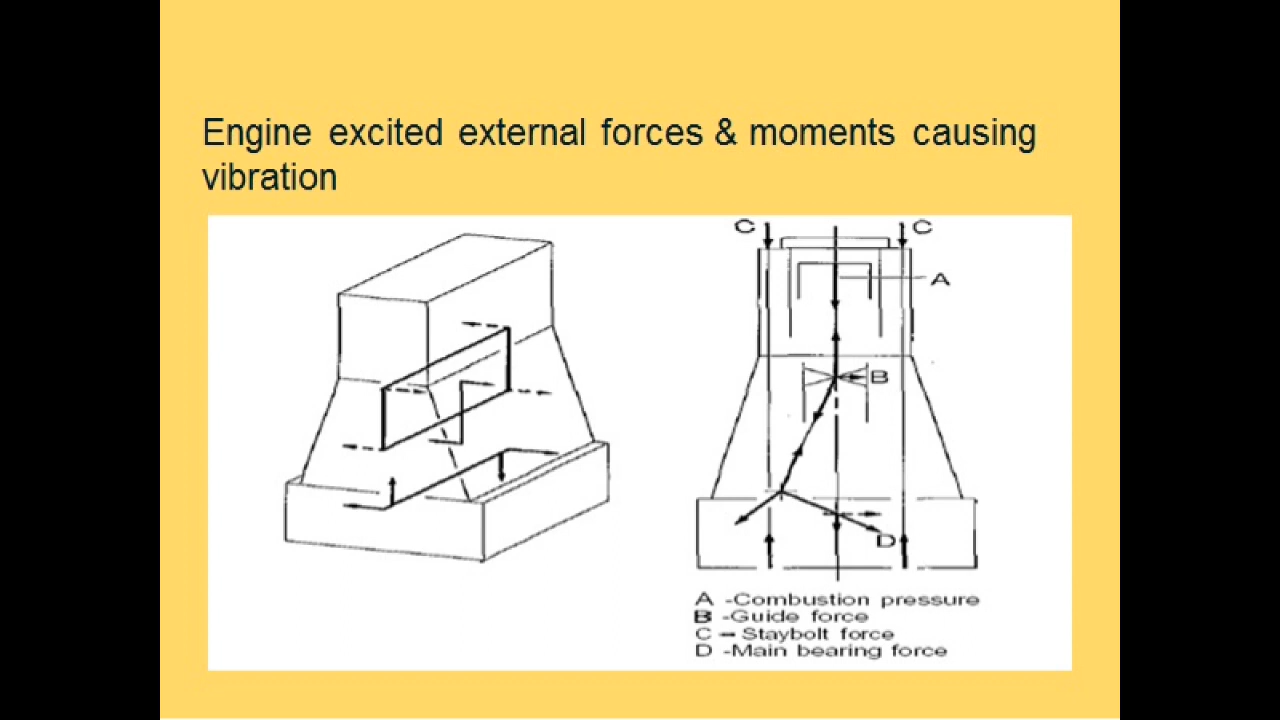 Engine excited external forces & moments causing
vibration
C C
A
B
D
A -Combustion pressure
B -Guide force
C - Staybolt force
D -Main bearing force